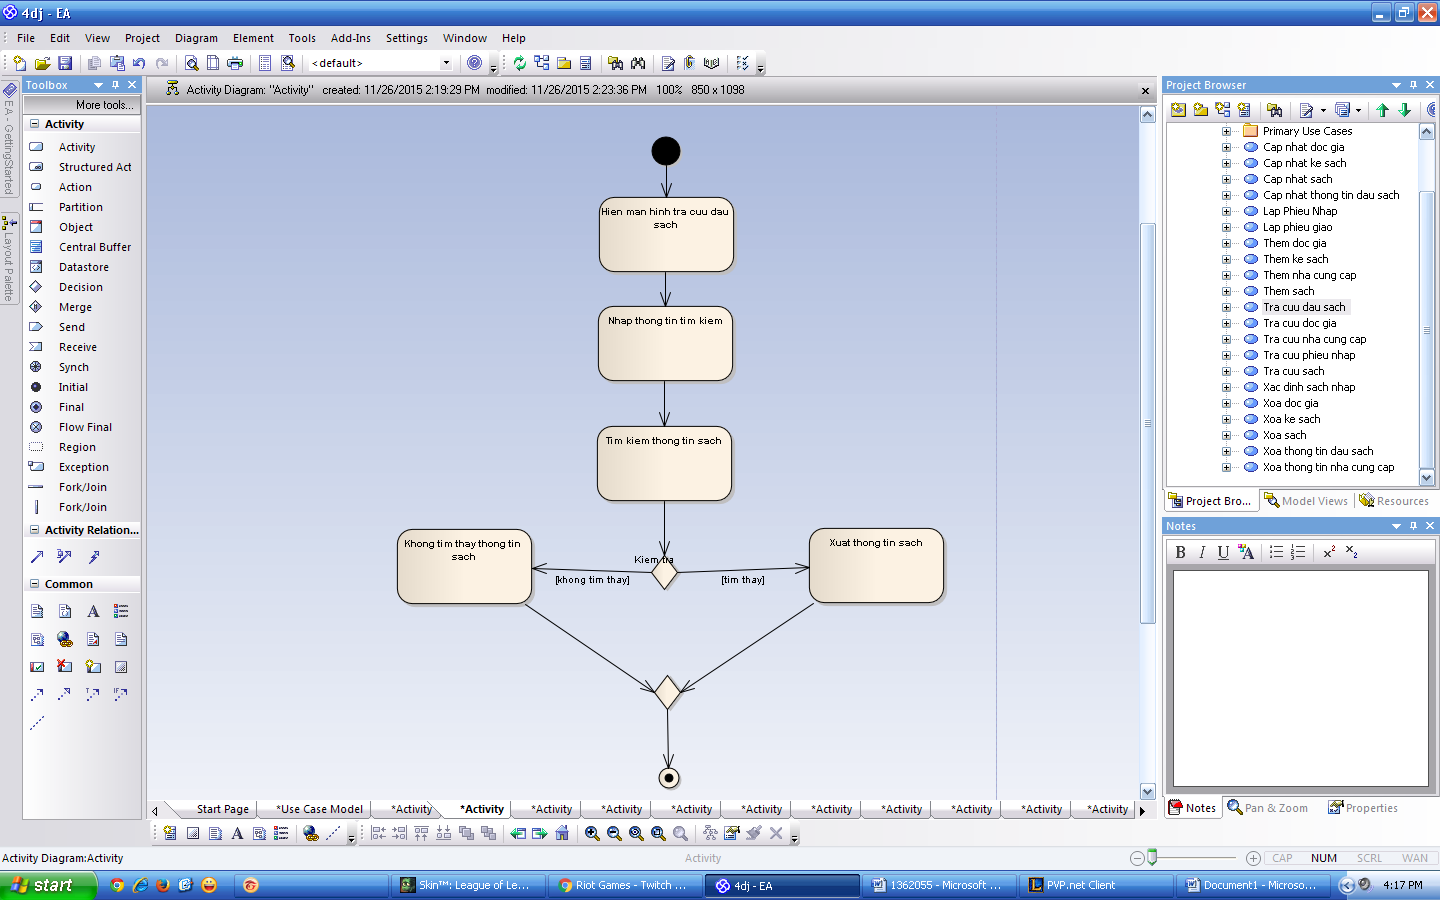 4dj - EA
File Edit View Project Diagram Element Tools Add-Ins Settings Window Help
< default>
Toolbox
More tools...
Activity
Activity
Structured Act
Action
Partition
Object
Central Buffer
Datastore
Decision
Merge
Send
Receive
Synch
Initial
Final
Flow Final
Region
Exception
Fork/Join
Fork/Join
Activity Relation...
Common
EA - GettingStarted
Layout Palette
Activity Diagram: "Activity" created: 11/26/2015 2:19:29 PM modified: 11/26/2015 2:23:36 PM 100% 850 x 1098
Hien man hinh tra cuu dau
sach
Nhap thong tin tim kiem
Tim kiem thong tin sach
Khong tim thay thong tin
sach
Kiem tra
[khong tim thay]
[tim thay]
Xuat thong tin sach
Start Page *Use Case Model *Activity *Activity *Activity *Activity *Activity *Activity *Activity *Activity *Activity *Activity *Activity
Project Browser
Primary Use Cases
Cap nhat doc gia
Cap nhat ke sach
Cap nhat sach
Cap nhat thong tin dau sach
Lap Phieu Nhap
Lap phieu giao
Them doc gia
Them ke sach
Them nha cung cap
Them sach
Tra cuu dau sach
Tra cuu doc gia
Tra cuu nha cung cap
Tra cuu phieu nhap
Tra cuu sach
Xac dinh sach nhap
Xoa doc gia
Xoa ke sach
Xoa sach
Xoa thong tin dau sach
Xoa thong tin nha cung cap
Project Bro... Model Views Resources
Notes
B I U A x² x₂
Notes Pan & Zoom Properties
Activity Diagram:Activity
Activity
CAP NUM SCRL WAN
start
Skin™: League of Le...
Riot Games - Twitch ...
4dj - EA
1362055 - Microsoft ...
PVP.net Client
Document1 - Microso...
4:17 PM